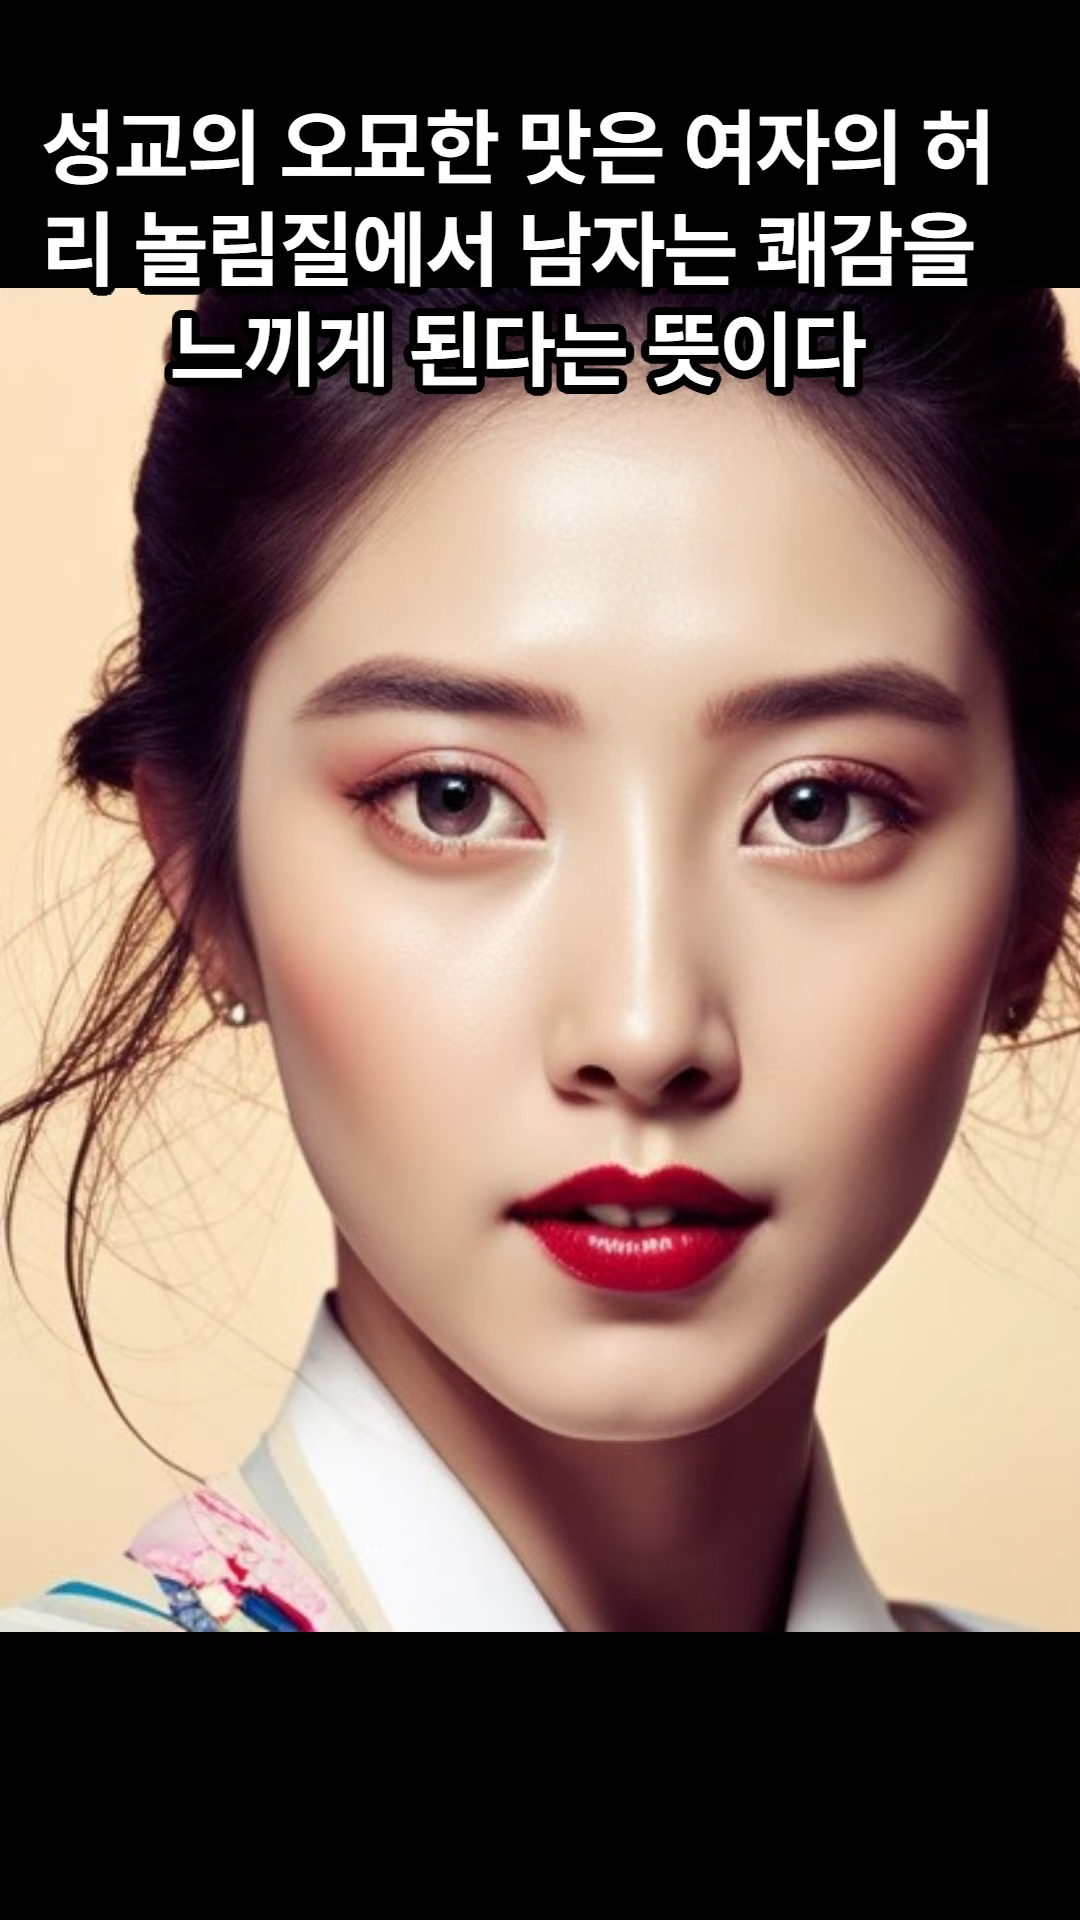 성교의 오묘한 맛은 여자의 허
리 놀림질에서 남자는 쾌감을
느끼게 된다는 뜻이다